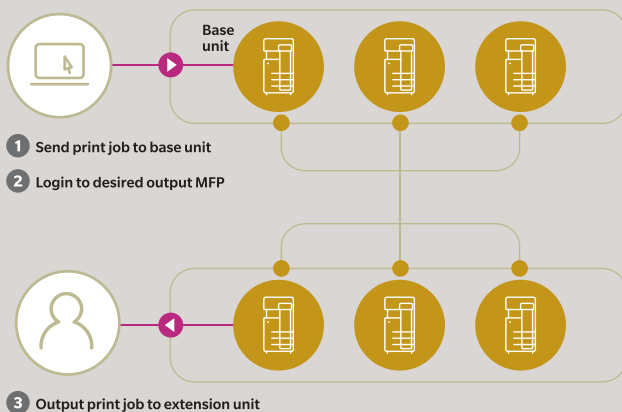 Base
unit
1 Send print job to base unit
2 Login to desired output MFP
3 Output print job to extension unit